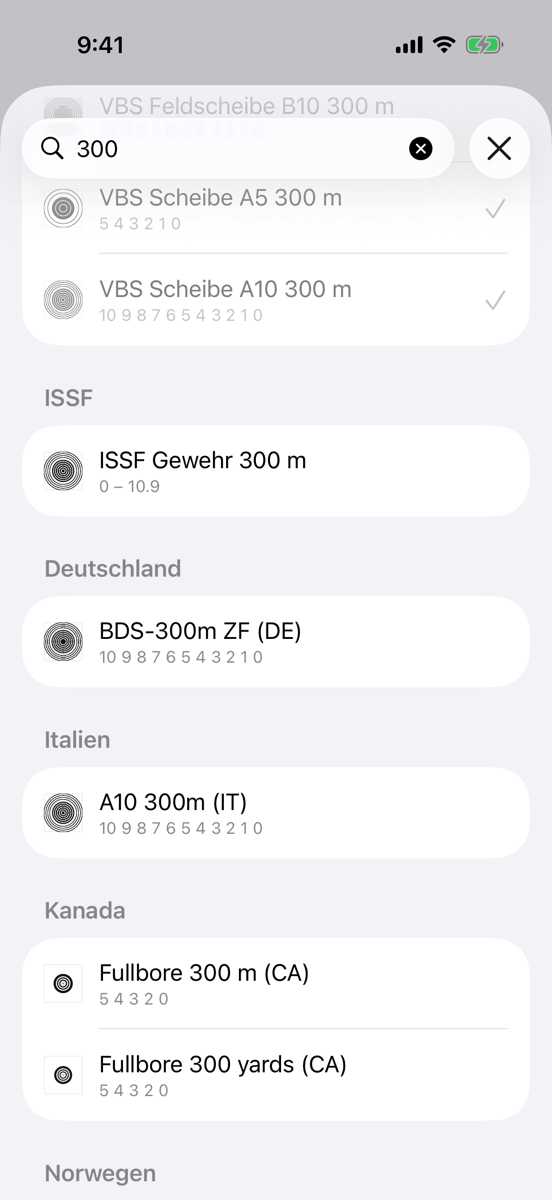 9:41
VBS Feldscheibe B10 300 m
300
VBS Scheibe A5 300 m
5 4 3 2 1 0
VBS Scheibe A10 300 m
10 9 8 7 6 5 4 3 2 1 0
ISSF
ISSF Gewehr 300 m
0 – 10.9
Deutschland
BDS-300m ZF (DE)
10 9 8 7 6 5 4 3 2 1 0
Italien
A10 300m (IT)
10 9 8 7 6 5 4 3 2 1 0
Kanada
Fullbore 300 m (CA)
5 4 3 2 0
Fullbore 300 yards (CA)
5 4 3 2 0
Norwegen